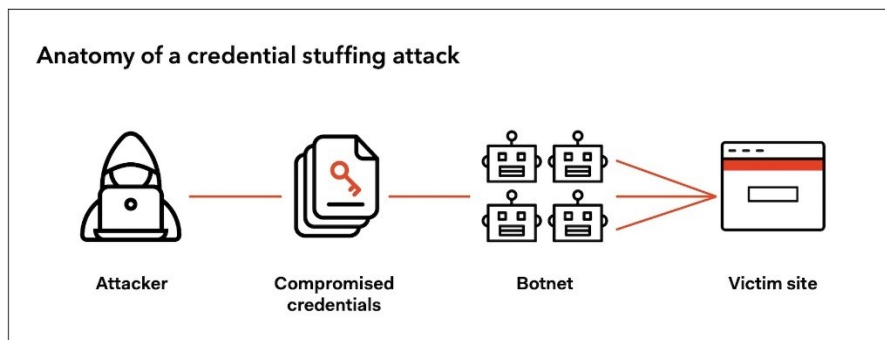 Anatomy of a credential stuffing attack
Attacker
Compromised
credentials
Botnet
Victim site